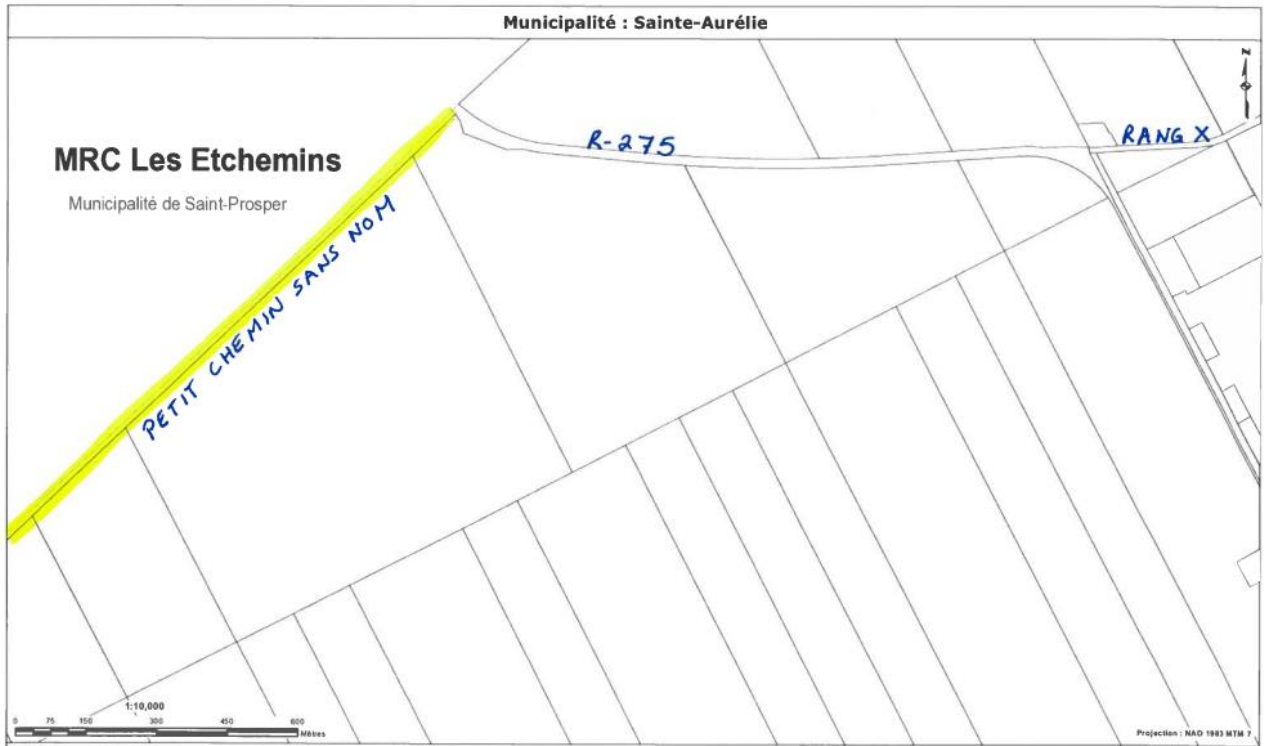 Municipalité : Sainte-Aurélie
N
MRC Les Etchemins
Municipalité de Saint-Prosper
R-275
RANG X
PETIT CHEMIN SANS NOM
1:10,000
0 75 150 300 450 600
Mètres
Projection : NAD 1983 MTM 7